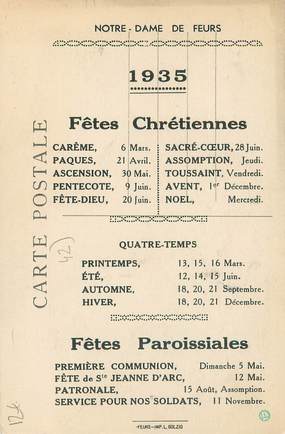 NOTRE-DAME DE FEURS
1935
Fêtes Chrétiennes
CARÊME, 6 Mars.
PAQUES, 21 Avril.
ASCENSION, 30 Mai.
PENTECOTE, 9 Juin.
FÊTE-DIEU, 20 Juin.
SACRÉ-CŒUR, 28 Juin.
ASSOMPTION, Jeudi.
TOUSSAINT, Vendredi.
AVENT, 1er Décembre.
NOEL, Mercredi.
CARTE POSTALE
QUATRE-TEMPS
PRINTEMPS, 13, 15, 16 Mars.
ÉTÉ, 12, 14, 15 Juin.
AUTOMNE, 18, 20, 21 Septembre.
HIVER, 18, 20, 21 Décembre.
Fêtes Paroissiales
PREMIÈRE COMMUNION, Dimanche 5 Mai.
FÊTE de Ste JEANNE D'ARC, 12 Mai.
PATRONALE, 15 Août, Assomption.
SERVICE POUR NOS SOLDATS, 11 Novembre.
FEURS-IMP. L. GOLZIG